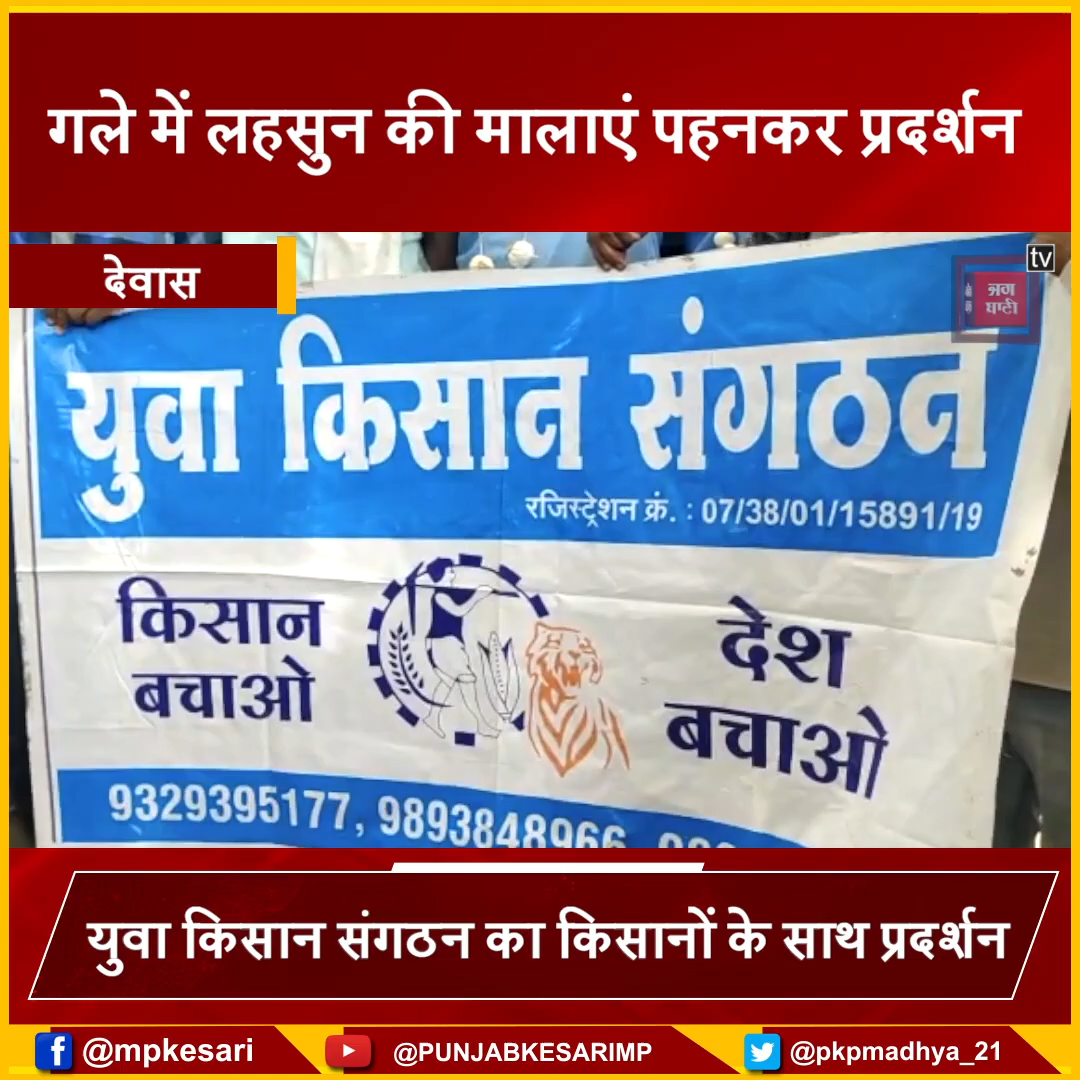 गले में लहसुन की मालाएं पहनकर प्रदर्शन
देवास
tv
युवा किसान संगठन
रजिस्ट्रेशन क्रं. : 07/38/01/15891/19
किसान
बचाओ
देश
बचाओ
9329395177, 9893848966
युवा किसान संगठन का किसानों के साथ प्रदर्शन
@mpkesari
@PUNJABKESARIMP
@pkpmadhya_21